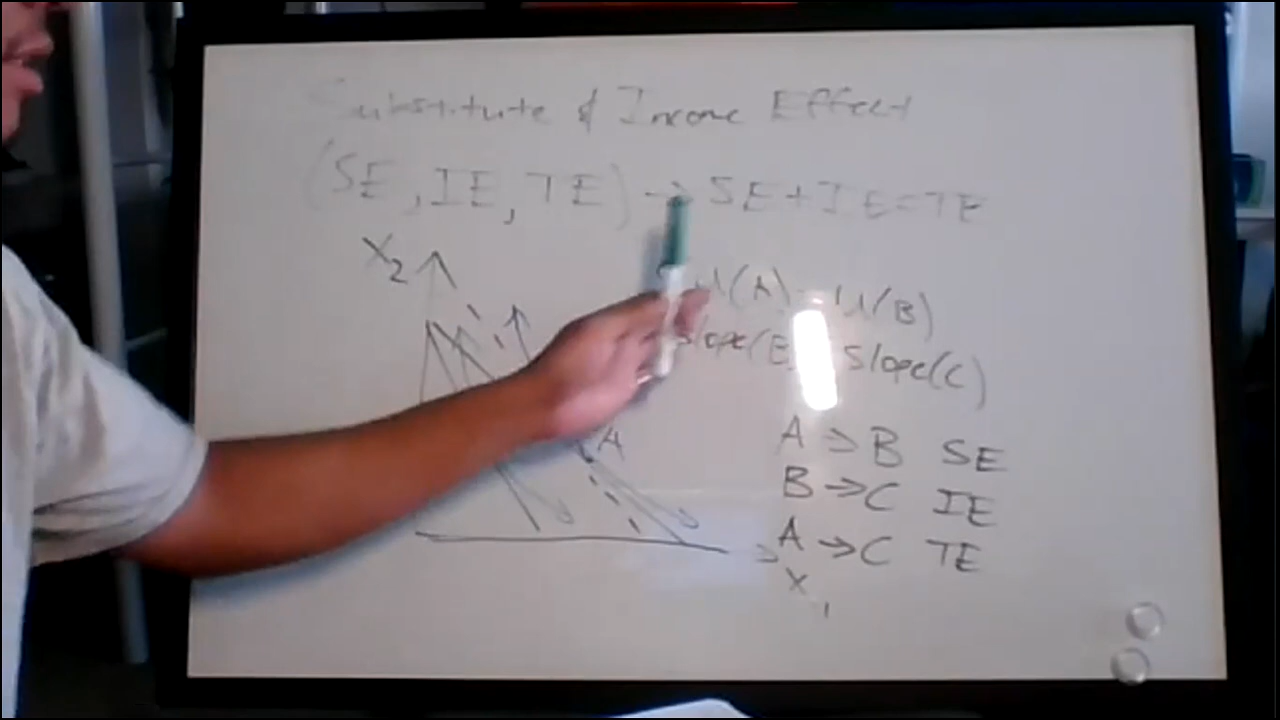 Substitute & Income Effect
(SE, IE, TE) → SE+IE=TE
X2
U(A) = U(B)
slope(B) = slope(C)
A
A → B SE
B → C IE
A → C TE
X1